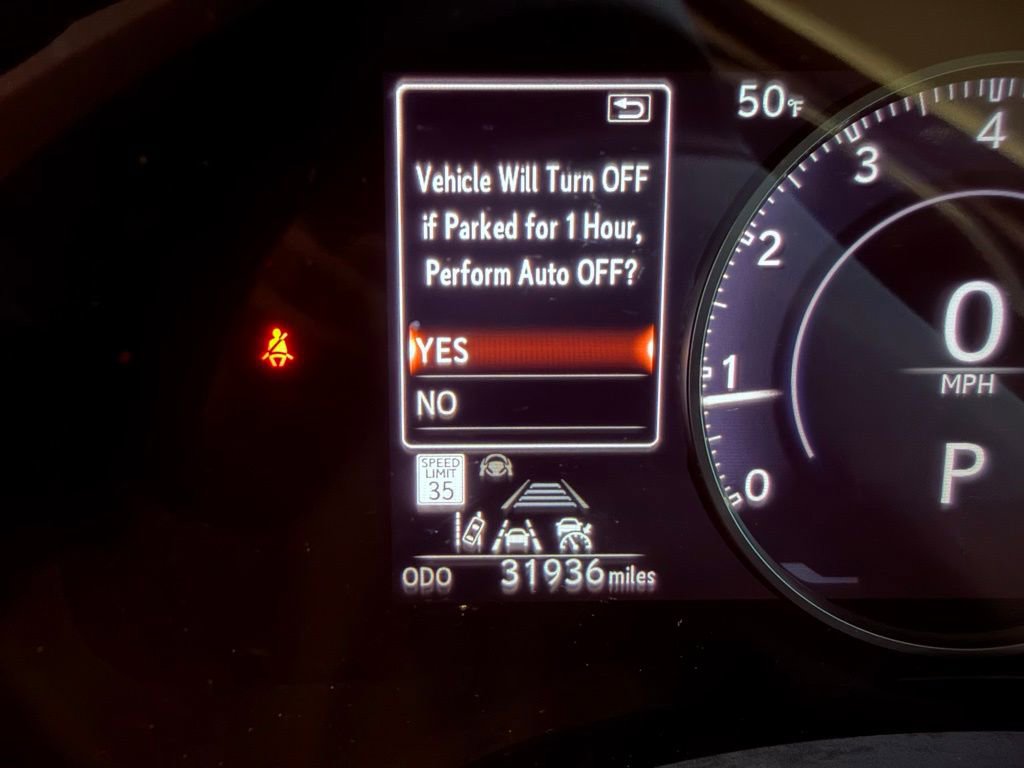 50°F
Vehicle Will Turn OFF
if Parked for 1 Hour,
Perform Auto OFF?
YES
NO
SPEED
LIMIT
35
ODO 31936 miles
4
3
2
1
0
0
MPH
P